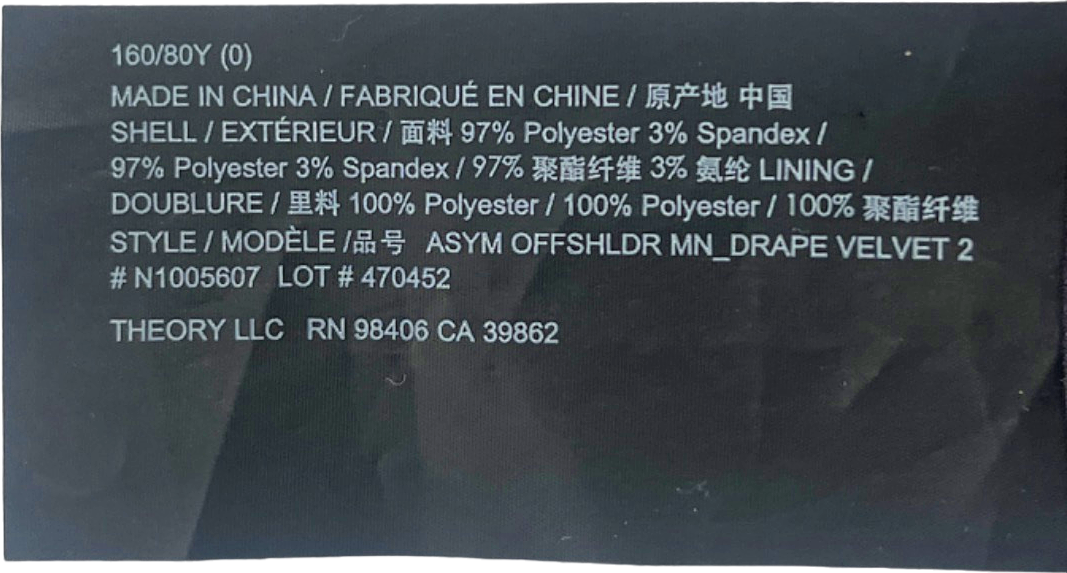 160/80Y (0)
MADE IN CHINA / FABRIQUÉ EN CHINE / 原产地 中国
SHELL / EXTÉRIEUR / 面料 97% Polyester 3% Spandex /
97% Polyester 3% Spandex / 97% 聚酯纤维 3% 氨纶 LINING /
DOUBLURE / 里料 100% Polyester / 100% Polyester / 100% 聚酯纤维
STYLE / MODÈLE /品号 ASYM OFFSHLDR MN_DRAPE VELVET 2
# N1005607 LOT # 470452
THEORY LLC RN 98406 CA 39862